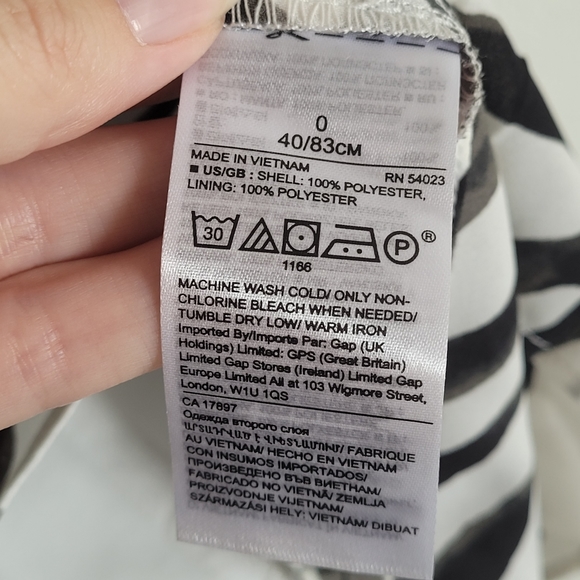 0
40/83CM
MADE IN VIETNAM RN 54023
■ US/GB : SHELL: 100% POLYESTER,
LINING: 100% POLYESTER
30 P ®
1166
MACHINE WASH COLD/ ONLY NON-
CHLORINE BLEACH WHEN NEEDED/
TUMBLE DRY LOW/ WARM IRON
Imported By/Importe Par: Gap (UK
Holdings) Limited: GPS (Great Britain)
Limited Gap Stores (Ireland) Limited Gap
Europe Limited All at 103 Wigmore Street,
London, W1U 1QS
CA 17897
Одежда второго слоя
ԱՐՏԱԴՐՎԱԾ Է ՎԻԵՏՆԱՄՈՒՄ/ FABRIQUÉ
AU VIETNAM/ HECHO EN VIETNAM
CON INSUMOS IMPORTADOS/
ПРОИЗВЕДЕНО ВЪВ ВИЕТНАМ/
FABRICADO NO VIETNÃ/ ZEMLJA
PROIZVODNJE VIJETNAM/
SZÁRMAZÁSI HELY: VIETNAM/ DIBUAT